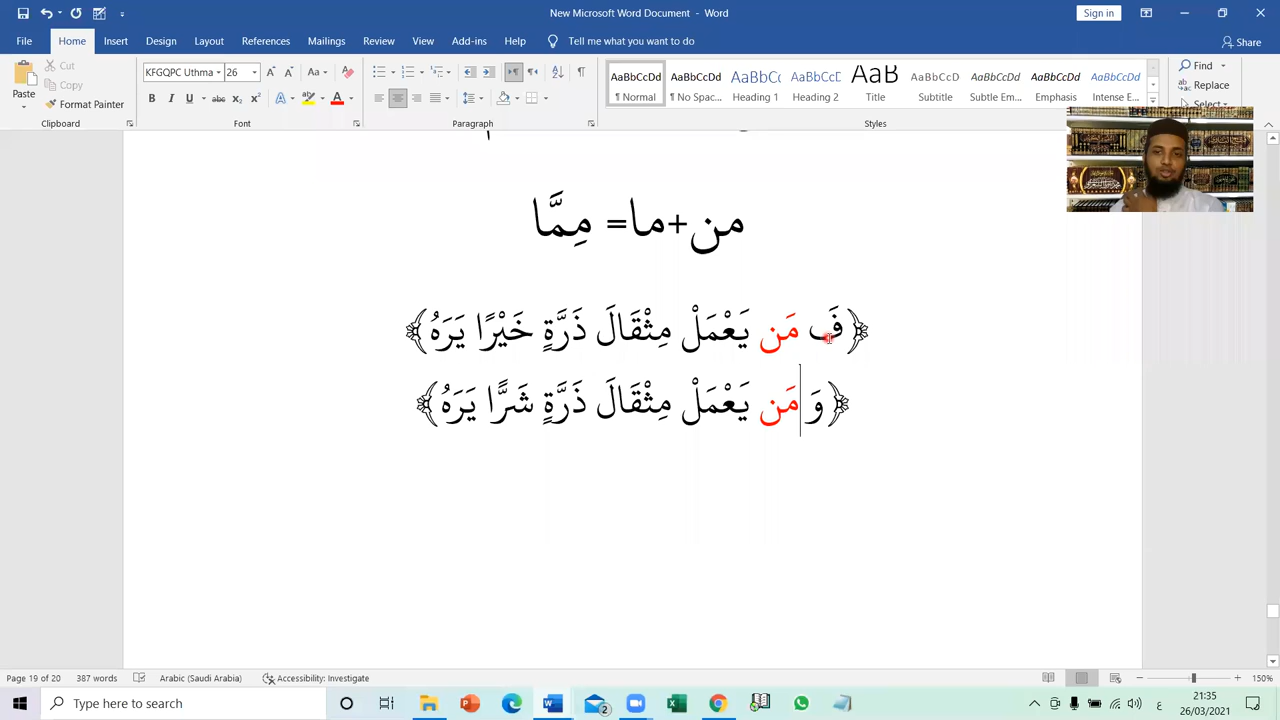 New Microsoft Word Document - Word
Sign in
File Home Insert Design Layout References Mailings Review View Add-ins Help Tell me what you want to do Share
Cut
Copy
Format Painter
Paste
KFGQPC Uthma 26
AaBbCcDd AaBbCcDd AaBbCc AaBbCcD AaB AaBbCcD AaBbCcDd AaBbCcDd AaBbCcDd
¶ Normal ¶ No Spac... Heading 1 Heading 2 Title Subtitle Subtle Em... Emphasis Intense E...
Find
Replace
Select
Clipboard Font Paragraph Styles
من+ما= مِمَّا
﴿فَ مَن يَعْمَلْ مِثْقَالَ ذَرَّةٍ خَيْرًا يَرَهُ﴾
﴿وَ مَن يَعْمَلْ مِثْقَالَ ذَرَّةٍ شَرًّا يَرَهُ﴾
Page 19 of 20 387 words Arabic (Saudi Arabia) Accessibility: Investigate 150%
Type here to search
2
ع
21:35
26/03/2021